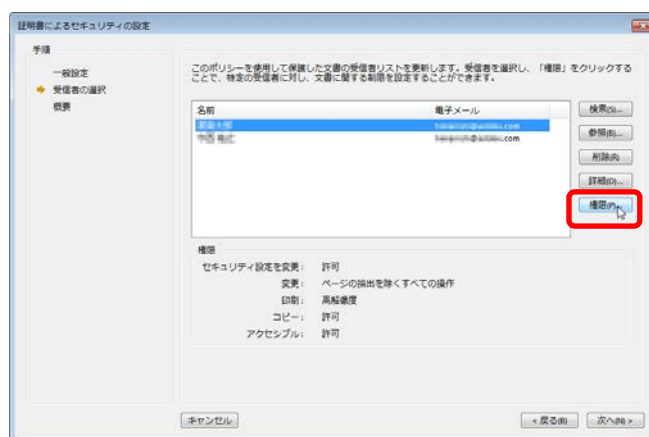 証明書によるセキュリティの設定
手順
一般設定
受信者の選択
概要
このポリシーを使用して保護した文書の受信者リストを更新します。受信者を選択し、「権限」をクリックする
ことで、特定の受信者に対し、文書に関する制限を設定することができます。
名前 電子メール
.com
.com
検索(S)...
参照(B)...
削除(R)
詳細(D)...
権限(P)...
権限
セキュリティ設定を変更: 許可
変更: ページの抽出を除くすべての操作
印刷: 高解像度
コピー: 許可
アクセシブル: 許可
キャンセル
< 戻る(B)
次へ(N) >